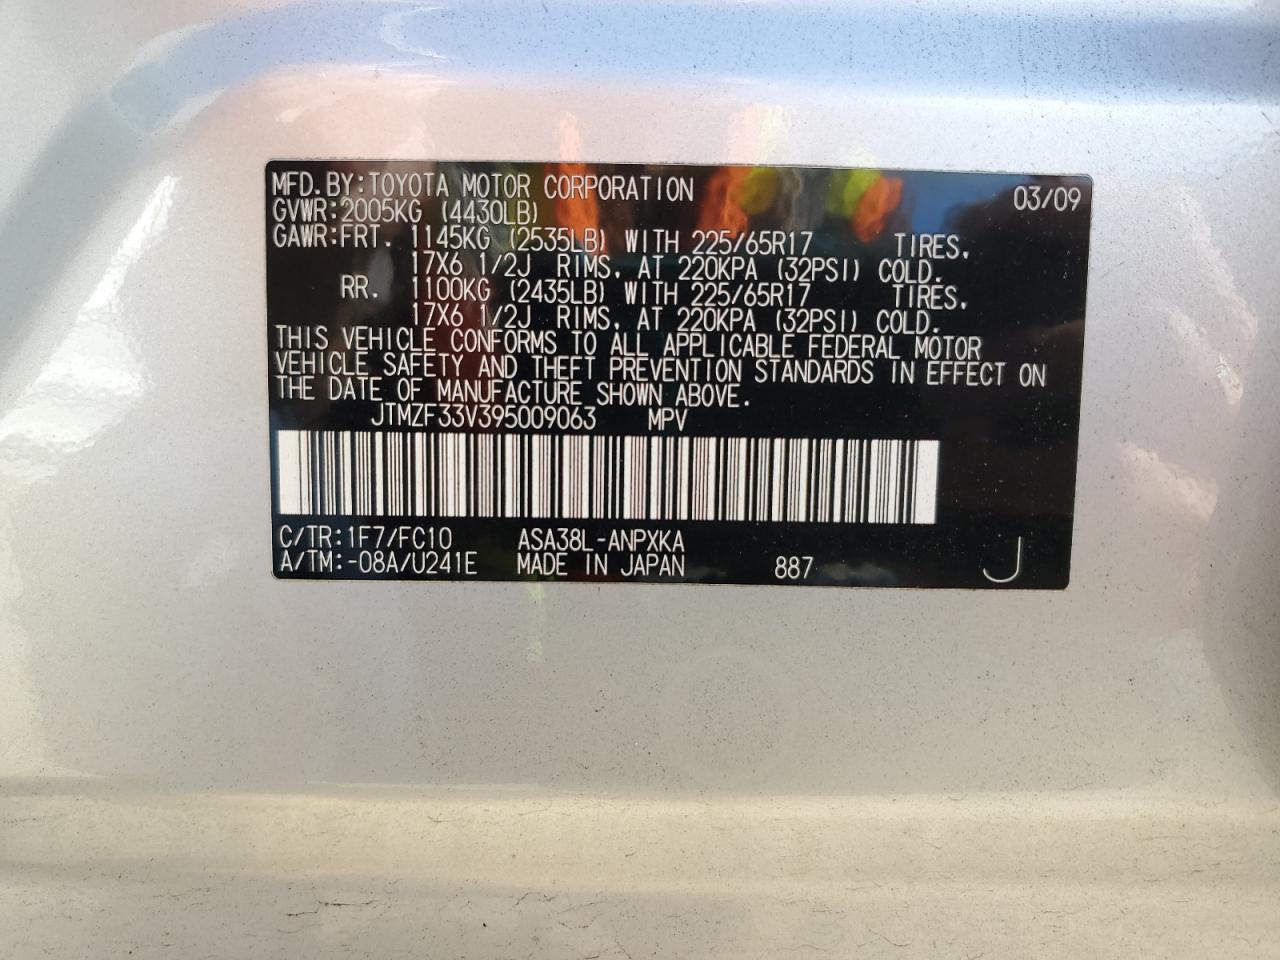 MFD.BY:TOYOTA MOTOR CORPORATION 03/09
GVWR:2005KG (4430LB)
GAWR:FRT. 1145KG (2535LB) WITH 225/65R17 TIRES,
17X6 1/2J RIMS, AT 220KPA (32PSI) COLD.
RR. 1100KG (2435LB) WITH 225/65R17 TIRES,
17X6 1/2J RIMS, AT 220KPA (32PSI) COLD.
THIS VEHICLE CONFORMS TO ALL APPLICABLE FEDERAL MOTOR
VEHICLE SAFETY AND THEFT PREVENTION STANDARDS IN EFFECT ON
THE DATE OF MANUFACTURE SHOWN ABOVE.
JTMZF33V395009063 MPV
C/TR:1F7/FC10 ASA38L-ANPXKA
A/TM:-08A/U241E MADE IN JAPAN 887 J